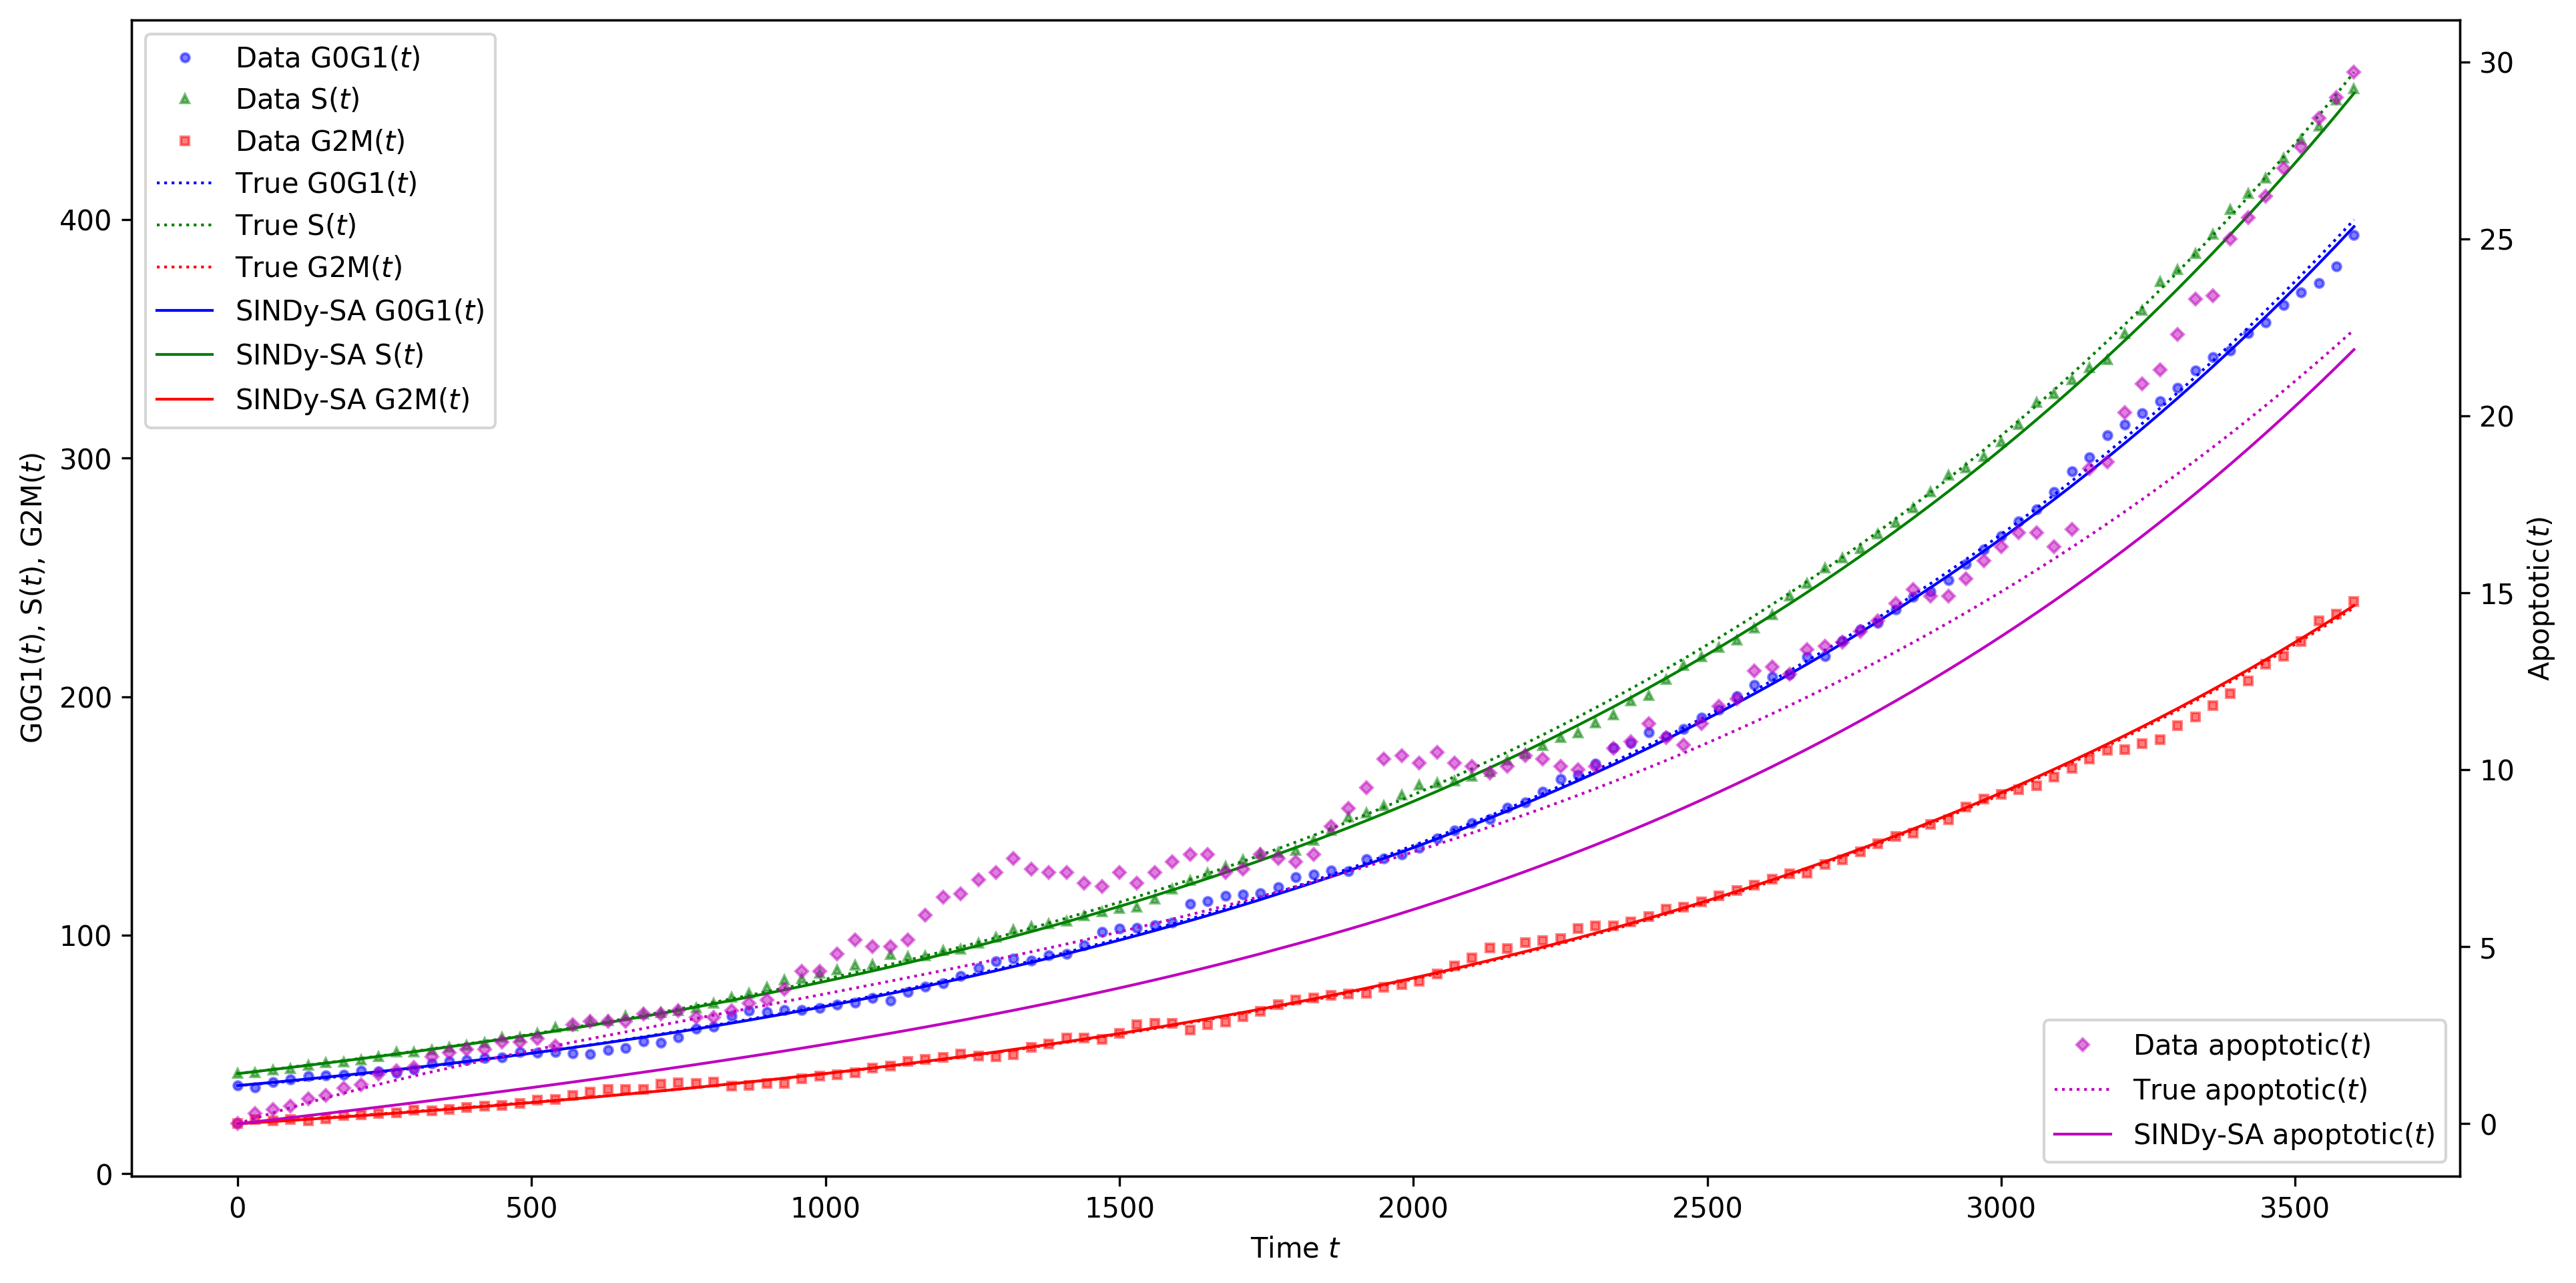 Data G0G1(t)
Data S(t)
Data G2M(t)
True G0G1(t)
True S(t)
True G2M(t)
SINDy-SA G0G1(t)
SINDy-SA S(t)
SINDy-SA G2M(t)
Data apoptotic(t)
True apoptotic(t)
SINDy-SA apoptotic(t)
G0G1(t), S(t), G2M(t)
400
300
200
100
0
Apoptotic(t)
30
25
20
15
10
5
0
0 500 1000 1500 2000 2500 3000 3500
Time t